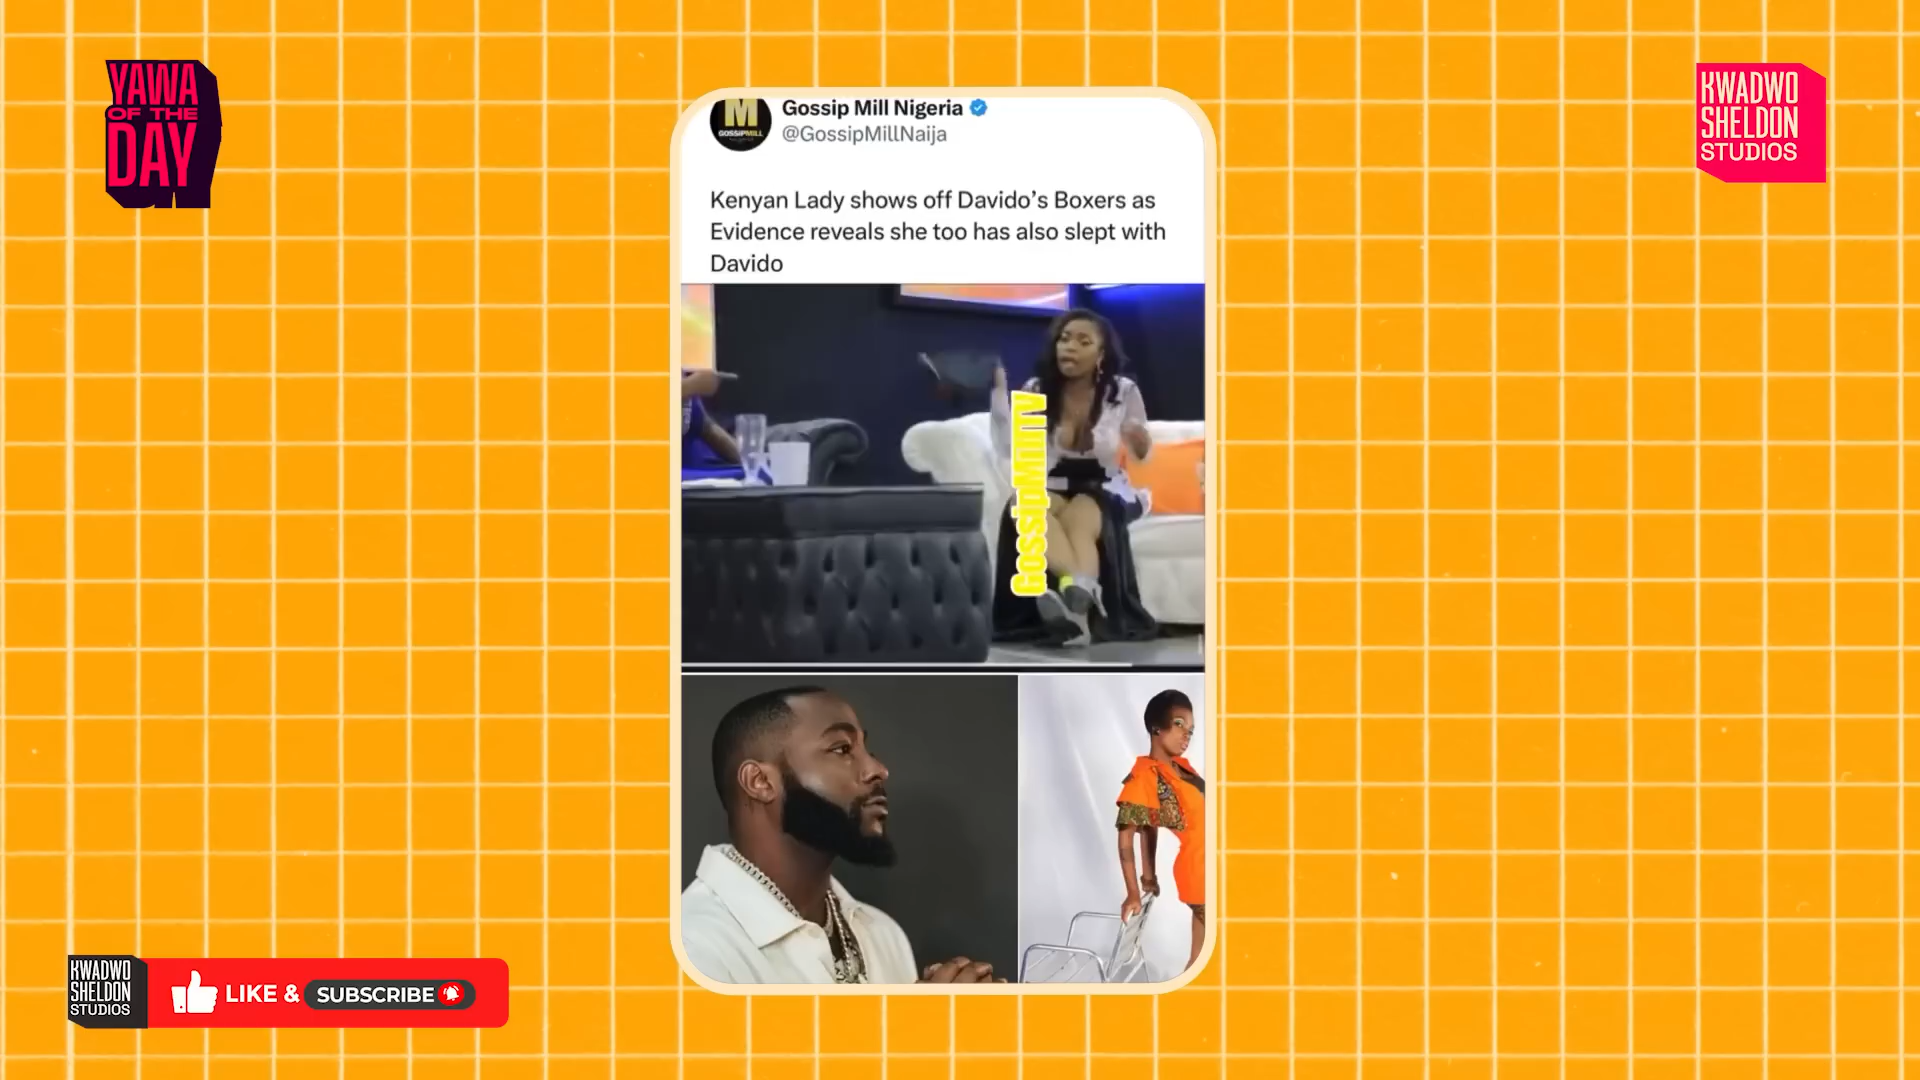 YAWA
OF THE
DAY
KWADWO
SHELDON
STUDIOS
M
GOSSIPMILL
Gossip Mill Nigeria
@GossipMillNaija
Kenyan Lady shows off Davido’s Boxers as
Evidence reveals she too has also slept with
Davido
GossipMillTV
KWADWO
SHELDON
STUDIOS
LIKE &
SUBSCRIBE